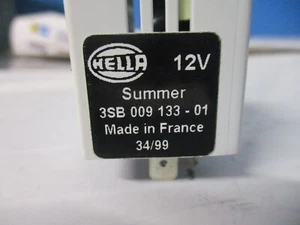 HELLA 12V
Summer
3SB 009 133 - 01
Made in France
34/99